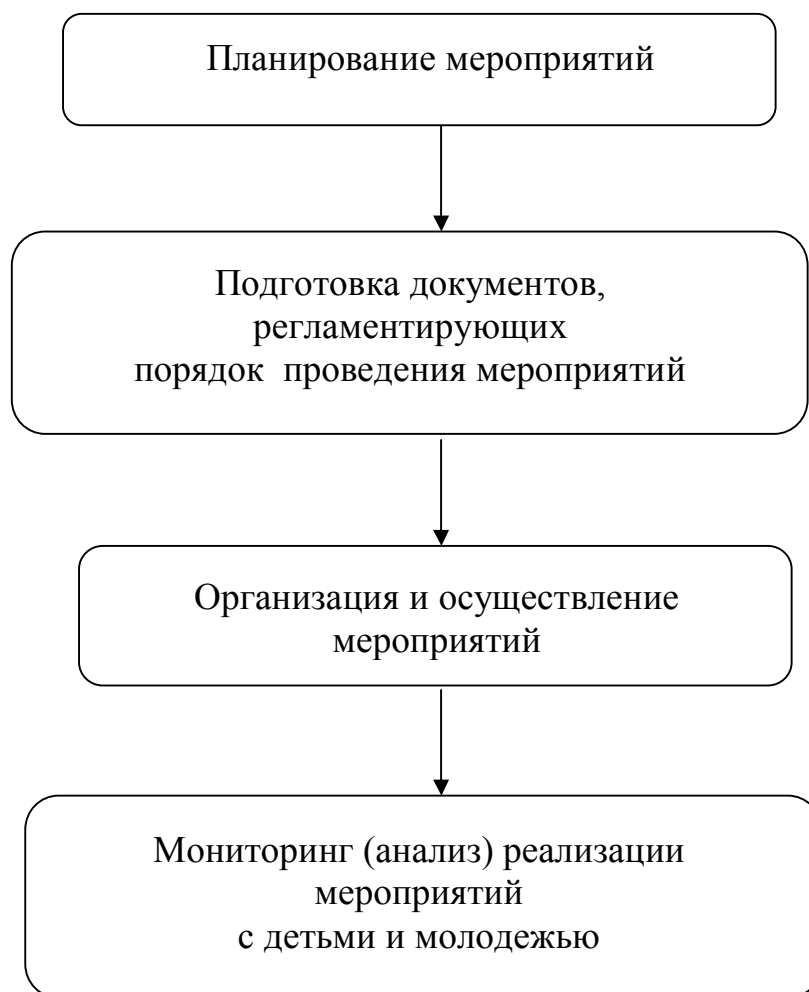 Планирование мероприятий
Подготовка документов,
регламентирующих
порядок проведения мероприятий
Организация и осуществление
мероприятий
Мониторинг (анализ) реализации
мероприятий
с детьми и молодежью